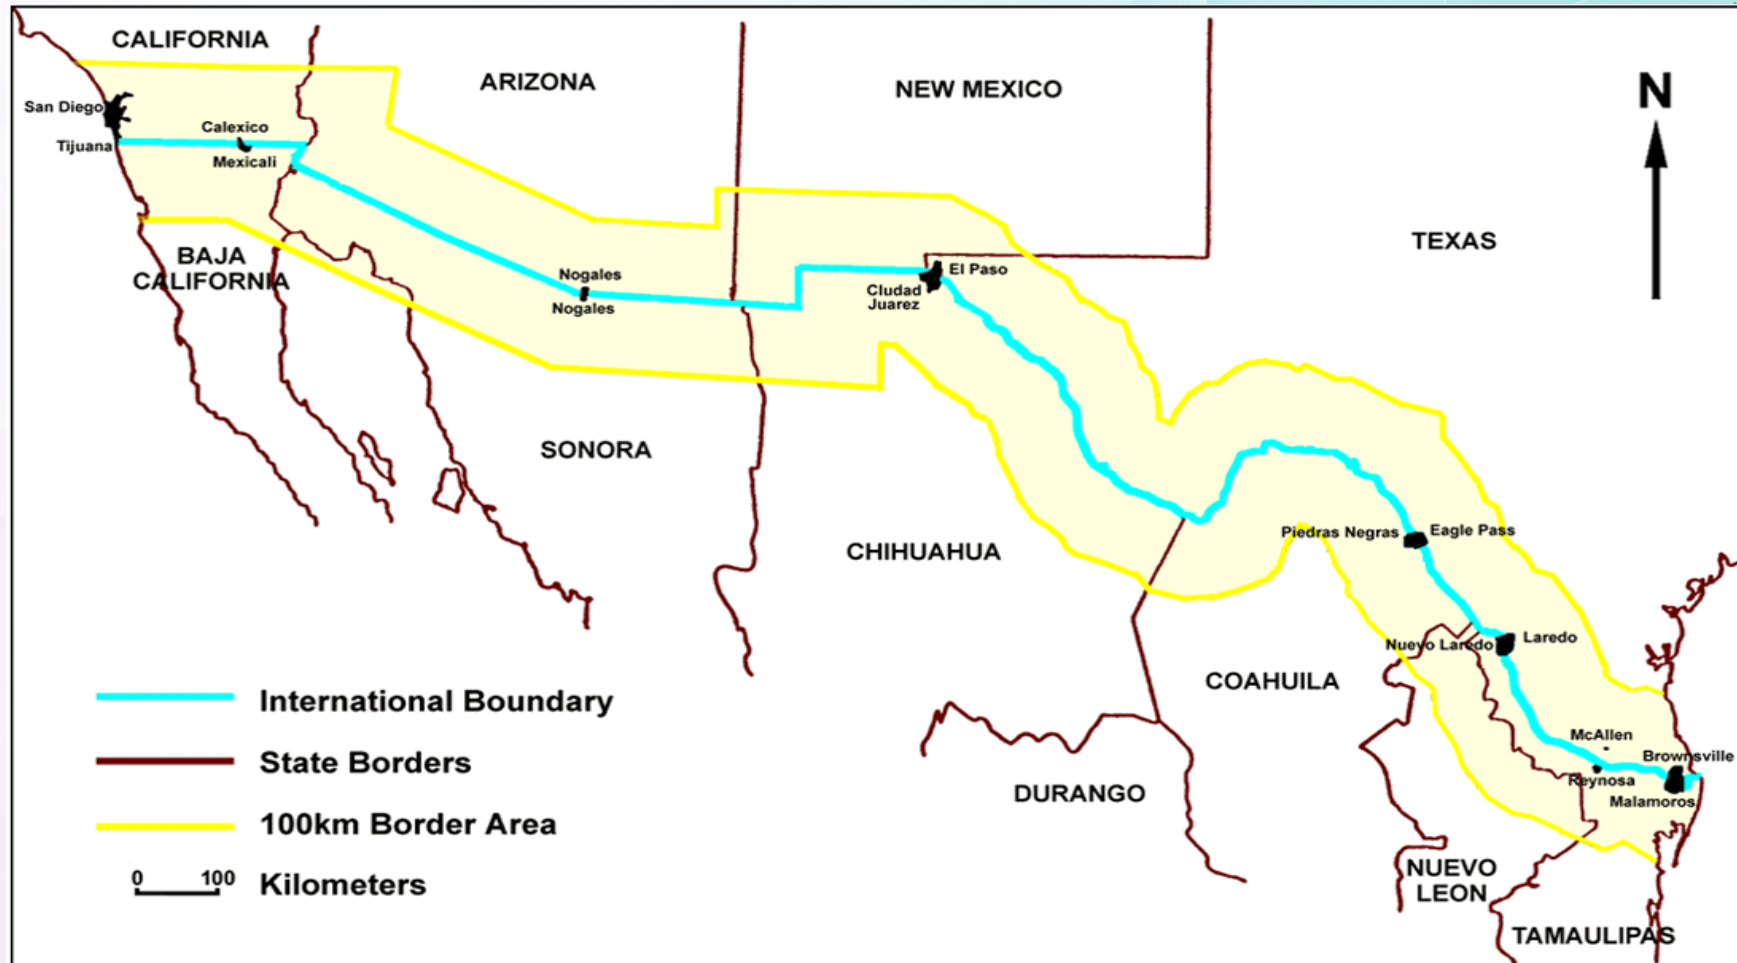 CALIFORNIA
ARIZONA
NEW MEXICO
N
San Diego
Calexico
Tijuana
Mexicali
TEXAS
BAJA
CALIFORNIA
Nogales
Nogales
El Paso
CIudad
Juarez
SONORA
CHIHUAHUA
Piedras Negras
Eagle Pass
Nuevo Laredo
Laredo
COAHUILA
International Boundary
McAllen
Brownsville
State Borders
Reynosa
DURANGO
Malamoros
100km Border Area
0 100
Kilometers
NUEVO
LEON
TAMAULIPAS